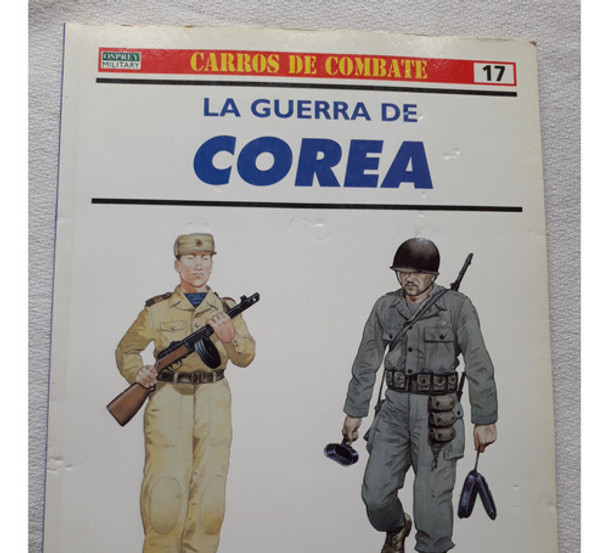 OSPREY
MILITARY
CARROS DE COMBATE
17
LA GUERRA DE
COREA